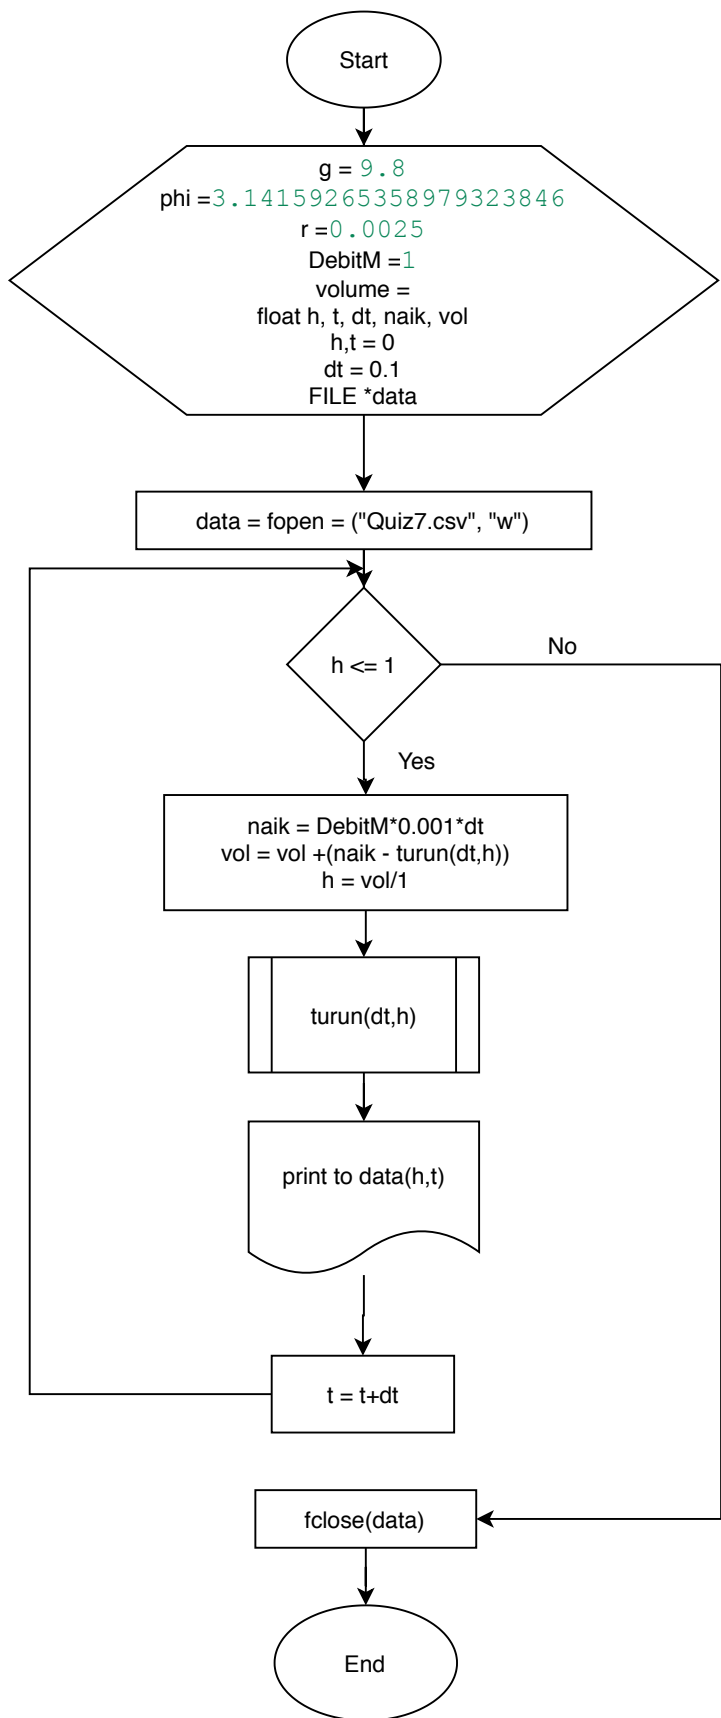 Start
g = 9.8
phi =3.14159265358979323846
r =0.0025
DebitM =1
volume =
float h, t, dt, naik, vol
h,t = 0
dt = 0.1
FILE *data
data = fopen = ("Quiz7.csv", "w")
h <= 1
No
Yes
naik = DebitM*0.001*dt
vol = vol +(naik - turun(dt,h))
h = vol/1
turun(dt,h)
print to data(h,t)
t = t+dt
fclose(data)
End